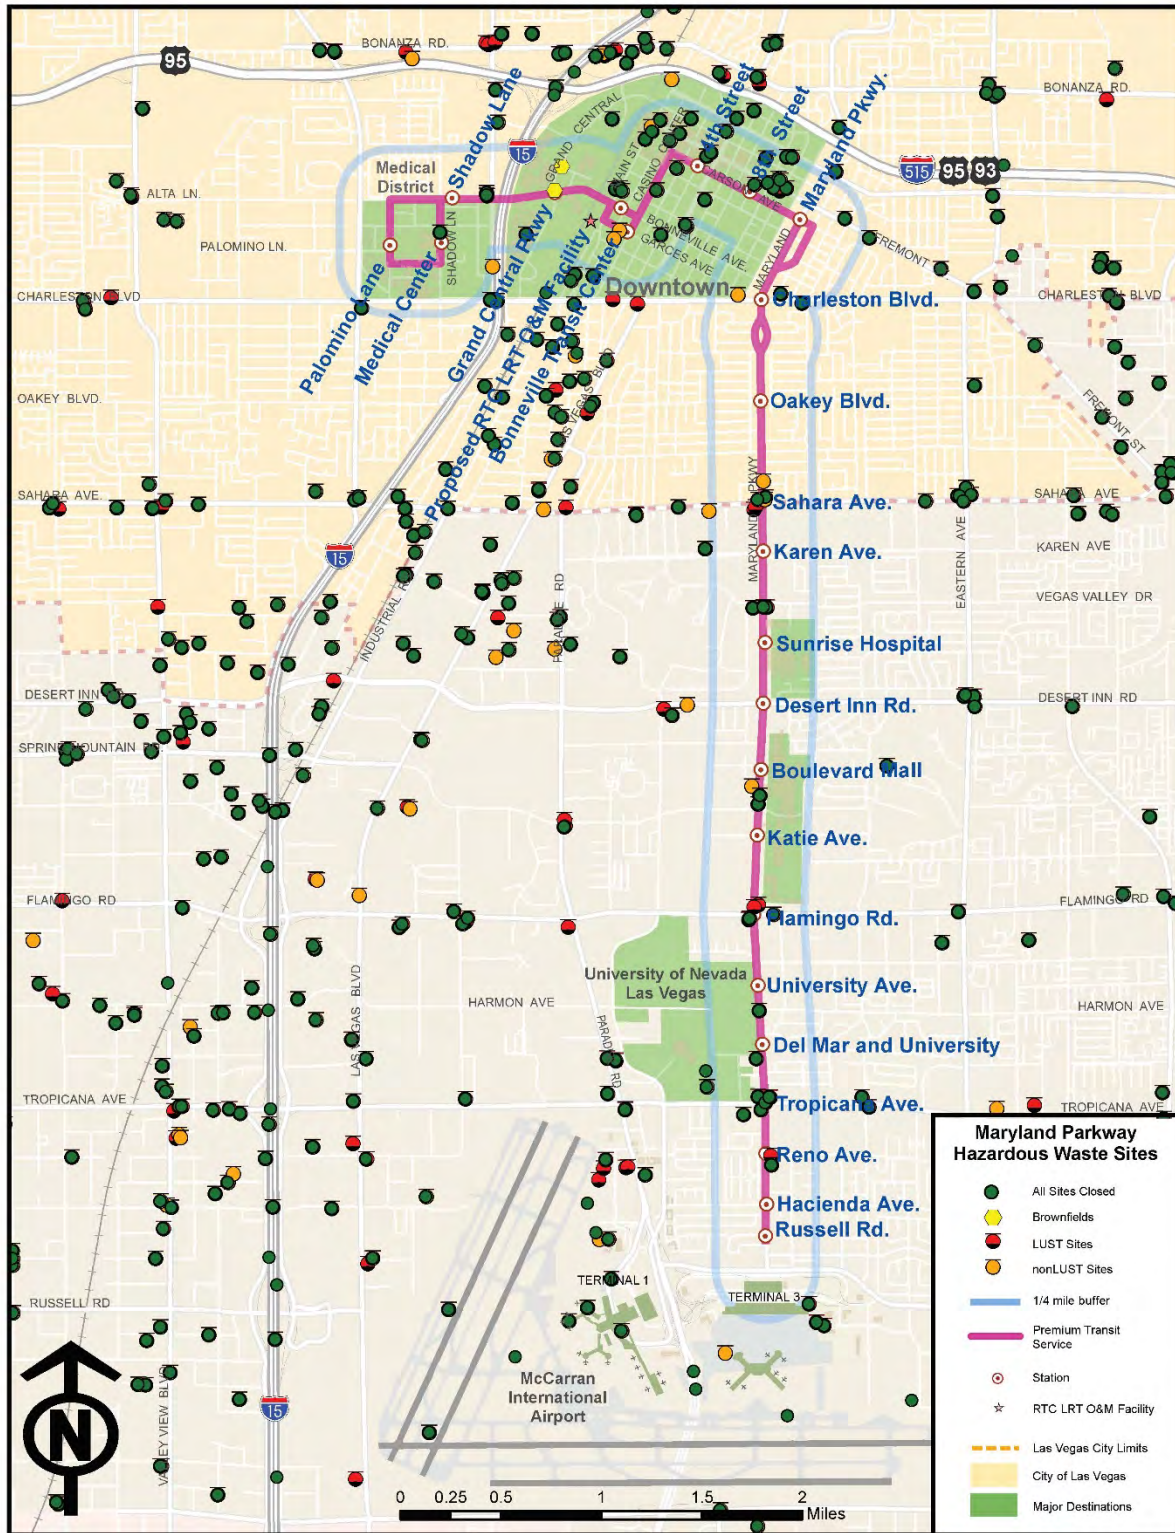 BONANZA RD.
95
BONANZA RD.
Shadow Lane
4th Street
8th Street
Maryland Pkwy.
GRAND CENTRAL
MAIN ST
CASINO CENTER
15
515
95
93
Medical
District
ALTA LN.
CARSON AVE
PALOMINO LN.
SHADOW LN
BONNEVILLE AVE.
GARCES AVE
MARYLAND
FREMONT
CHARLESTON BLVD
Downtown
Charleston Blvd.
CHARLESTON BLVD
Palomino Lane
Medical Center
Grand Central Pkwy
Proposed RTC LRT O&M Facility
Bonneville Transit Center
OAKEY BLVD.
LAS VEGAS BLVD
Oakey Blvd.
FREMONT ST
SAHARA AVE.
MARYLAND PKWY
Sahara Ave.
SAHARA AVE
15
Karen Ave.
KAREN AVE
EASTERN AVE
INDUSTRIAL RD
PARADISE RD
VEGAS VALLEY DR
Sunrise Hospital
DESERT INN
Desert Inn Rd.
DESERT INN RD
SPRING MOUNTAIN RD.
Boulevard Mall
Katie Ave.
FLAMINGO RD
Flamingo Rd.
FLAMINGO RD
University of Nevada
Las Vegas
University Ave.
LAS VEGAS BLVD
HARMON AVE
HARMON AVE
PARADISE RD
Del Mar and University
TROPICANA AVE
Tropicana Ave.
TROPICANA AVE
Reno Ave.
Hacienda Ave.
Russell Rd.
TERMINAL 1
TERMINAL 3
RUSSELL RD
McCarran
International
Airport
VALLEY VIEW BLVD
15
N
0 0.25 0.5 1 2
Miles
Maryland Parkway
Hazardous Waste Sites
All Sites Closed
Brownfields
LUST Sites
nonLUST Sites
1/4 mile buffer
Premium Transit
Service
Station
RTC LRT O&M Facility
Las Vegas City Limits
City of Las Vegas
Major Destinations